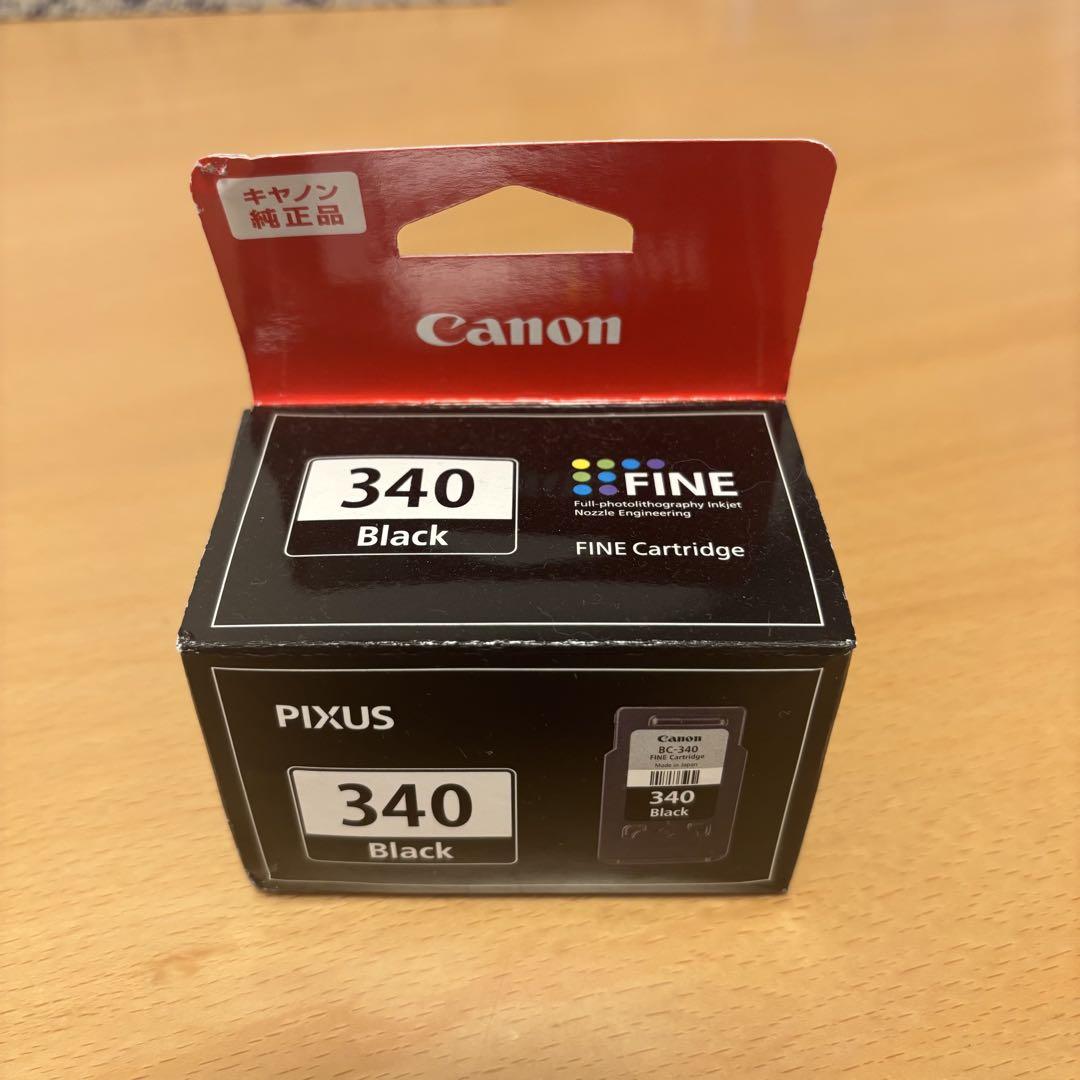 キヤノン
純正品
Canon
340
Black
FINE
Full-photolithography Inkjet
Nozzle Engineering
FINE Cartridge
PIXUS
340
Black
Canon
BC-340
FINE Cartridge
Made in Japan
340
Black